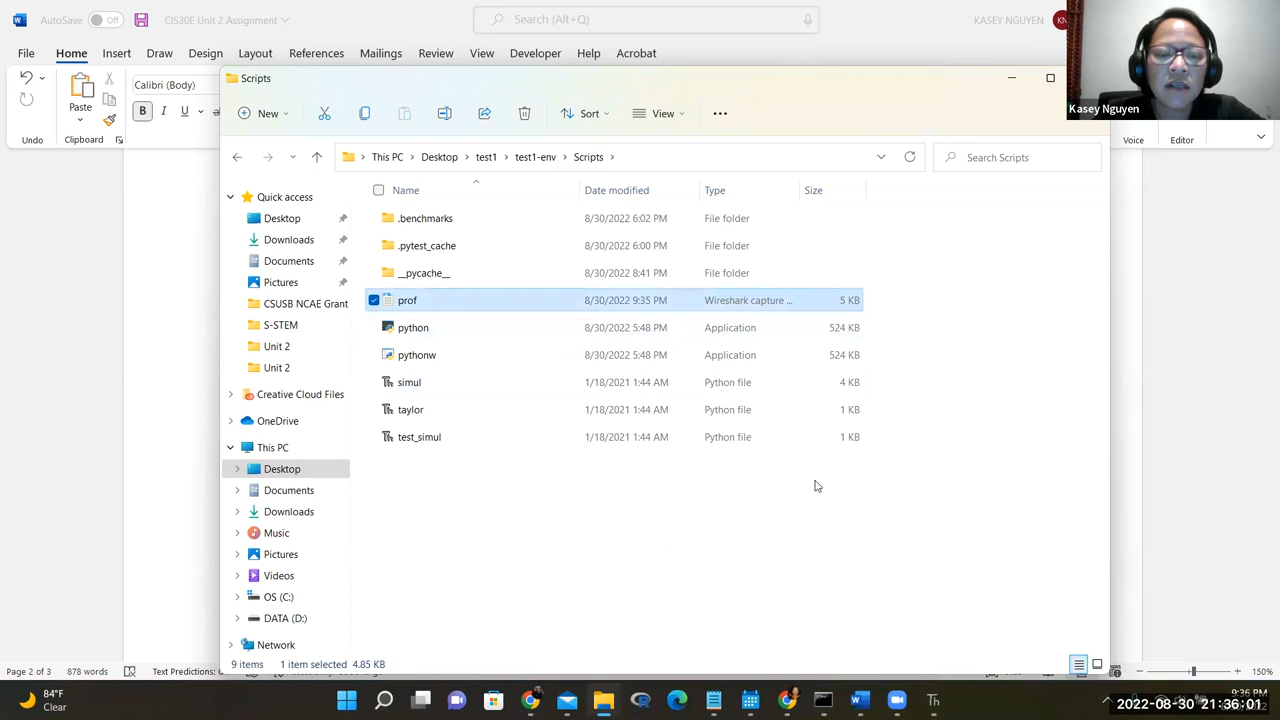 AutoSave Off CIS30E Unit 2 Assignment Search (Alt+Q) KASEY NGUYEN KN
File Home Insert Draw Design Layout References Mailings Review View Developer Help Acrobat
Calibri (Body)
Paste
B I U
Undo Clipboard Voice Editor
Kasey Nguyen
Scripts
New Sort View
This PC Desktop test1 test1-env Scripts Search Scripts
Name Date modified Type Size
.benchmarks 8/30/2022 6:02 PM File folder
.pytest_cache 8/30/2022 6:00 PM File folder
__pycache__ 8/30/2022 8:41 PM File folder
prof 8/30/2022 9:35 PM Wireshark capture ... 5 KB
python 8/30/2022 5:48 PM Application 524 KB
pythonw 8/30/2022 5:48 PM Application 524 KB
simul 1/18/2021 1:44 AM Python file 4 KB
taylor 1/18/2021 1:44 AM Python file 1 KB
test_simul 1/18/2021 1:44 AM Python file 1 KB
Quick access
Desktop
Downloads
Documents
Pictures
CSUSB NCAE Grant
S-STEM
Unit 2
Unit 2
Creative Cloud Files
OneDrive
This PC
Desktop
Documents
Downloads
Music
Pictures
Videos
OS (C:)
DATA (D:)
Network
9 items 1 item selected 4.85 KB
Page 2 of 3 878 words Text Predictions: 150%
84°F
Clear
9:36 PM
2022-08-30 21:36:01